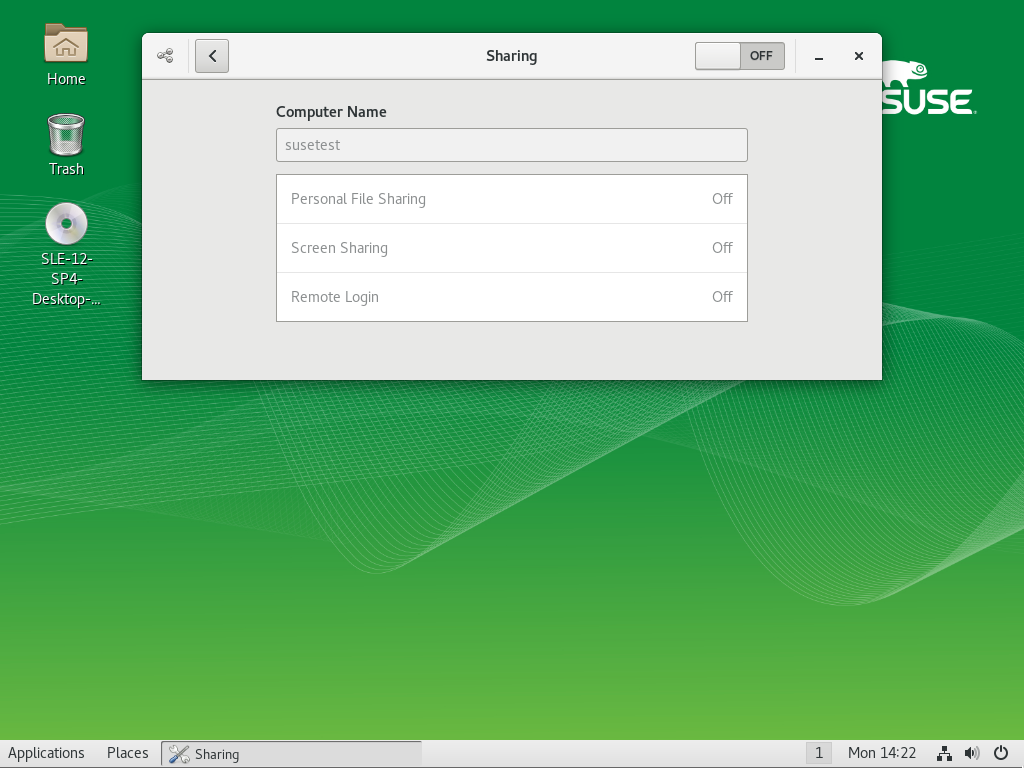 Home
Trash
SLE-12-
SP4-
Desktop-...
Sharing
OFF
SUSE
Computer Name
susetest
Personal File Sharing Off
Screen Sharing Off
Remote Login Off
Applications Places Sharing 1 Mon 14:22